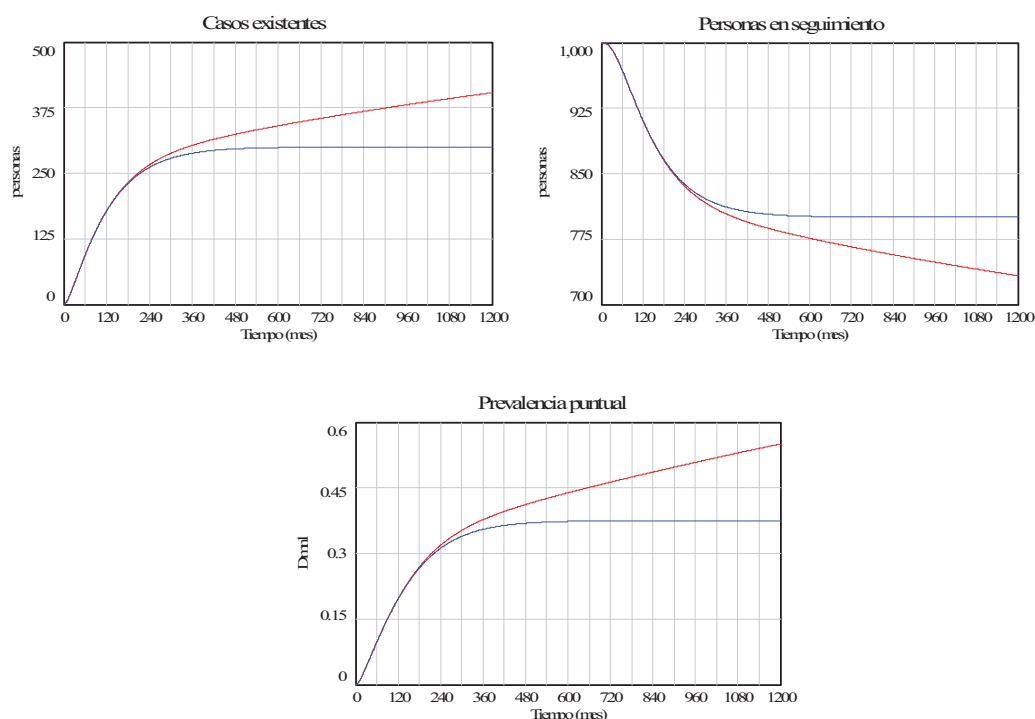 Casos existentes
500
375
250
125
0
personas
0 120 240 360 480 600 720 840 960 1080 1200
Tiempo (mes)
Personas en seguimiento
1,000
925
850
775
700
personas
0 120 240 360 480 600 720 840 960 1080 1200
Tiempo (mes)
Prevalencia puntual
0.6
0.45
0.3
0.15
0
Dmnl
0 120 240 360 480 600 720 840 960 1080 1200
Tiempo (mes)